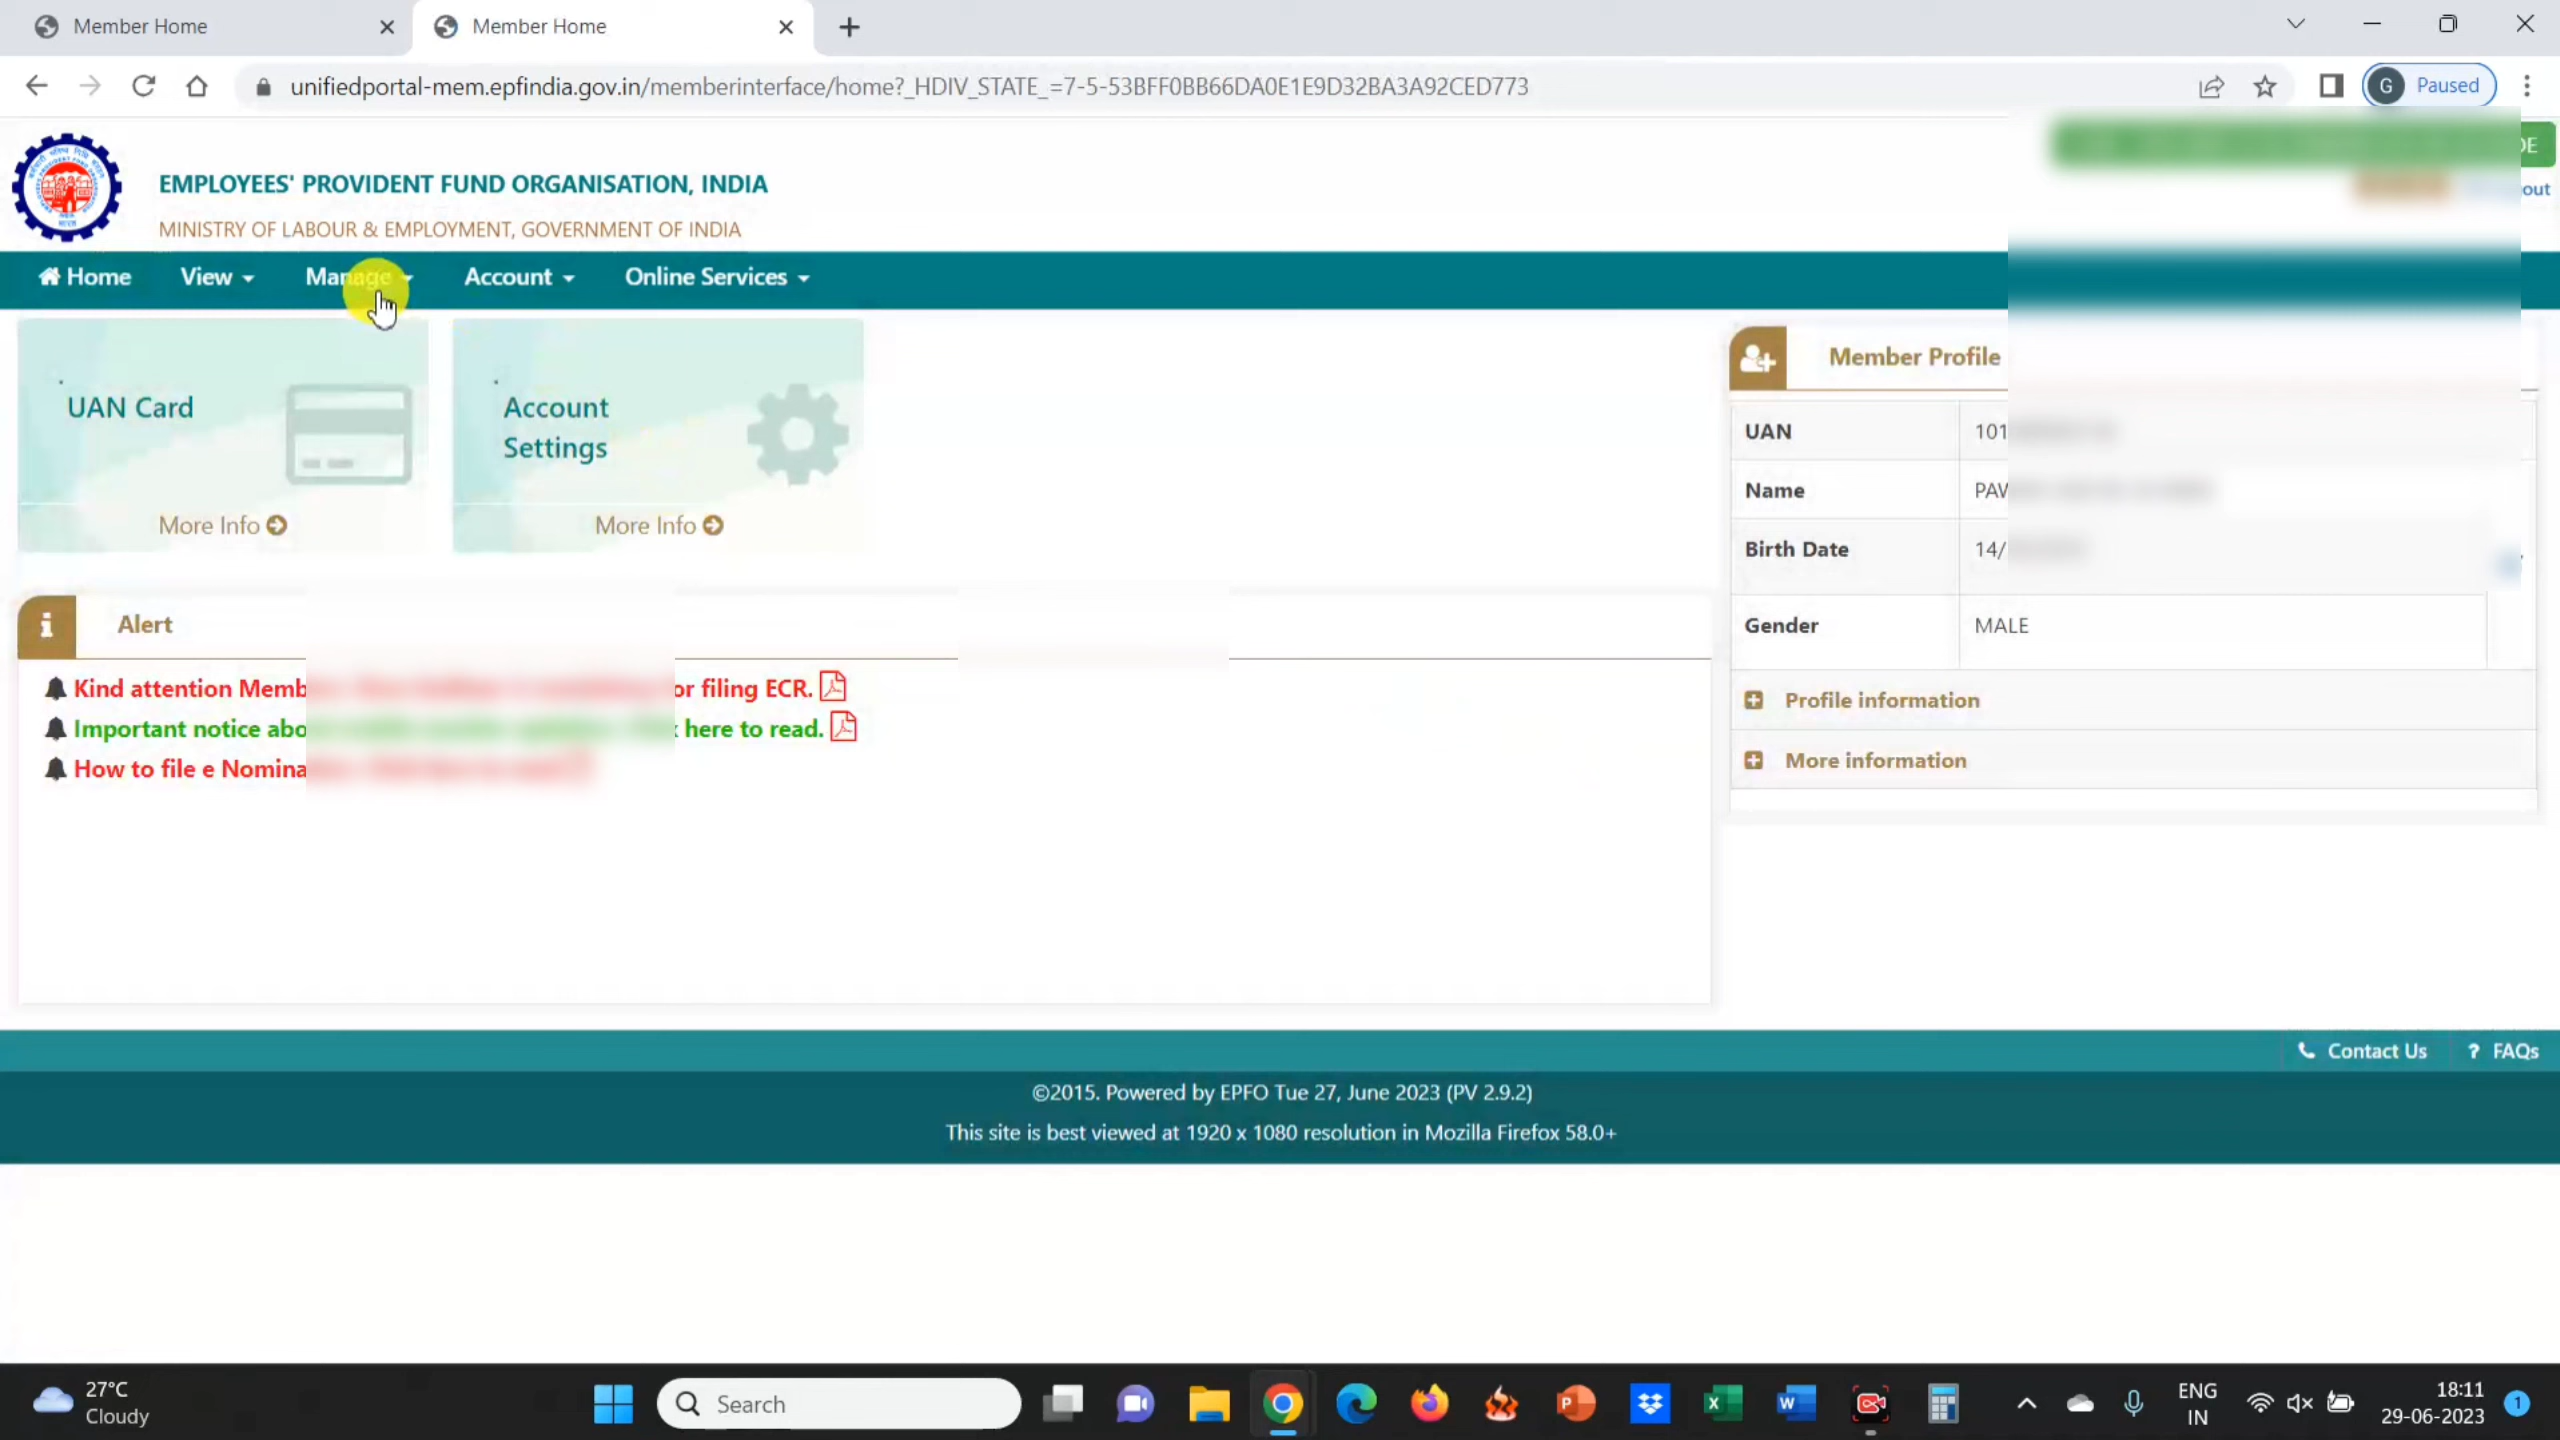 Member Home
Member Home
unifiedportal-mem.epfindia.gov.in/memberinterface/home?_HDIV_STATE_=7-5-53BFF0BB66DA0E1E9D32BA3A92CED773
G Paused
EMPLOYEES' PROVIDENT FUND ORGANISATION, INDIA
MINISTRY OF LABOUR & EMPLOYMENT, GOVERNMENT OF INDIA
DE
out
Home View Manage Account Online Services
UAN Card
More Info
Account
Settings
More Info
Member Profile
UAN 101
Name PAW
Birth Date 14/
Gender MALE
Profile information
More information
Alert
Kind attention Memb or filing ECR.
Important notice abo here to read.
How to file e Nomina
Contact Us ? FAQs
©2015. Powered by EPFO Tue 27, June 2023 (PV 2.9.2)
This site is best viewed at 1920 x 1080 resolution in Mozilla Firefox 58.0+
27°C
Cloudy
Search
ENG
IN
18:11
29-06-2023
1